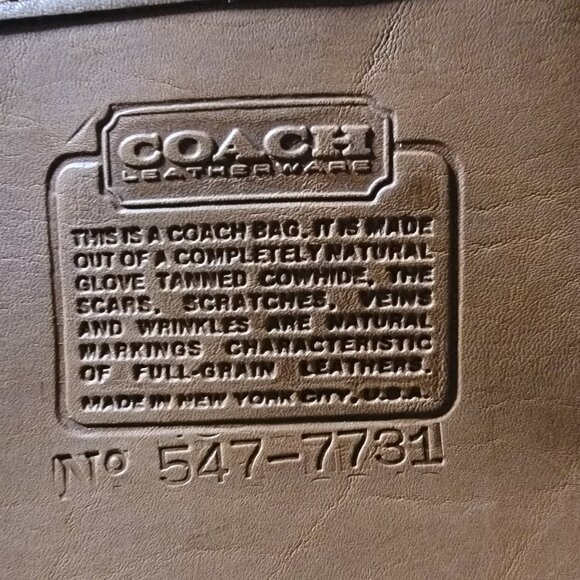 COACH
LEATHERWARE
THIS IS A COACH BAG. IT IS MADE
OUT OF A COMPLETELY NATURAL
GLOVE TANNED COWHIDE, THE
SCARS, SCRATCHES, VEINS
AND WRINKLES ARE NATURAL
MARKINGS CHARACTERISTIC
OF FULL-GRAIN LEATHERS.
MADE IN NEW YORK CITY, U.S.A.
Nº 547-7731